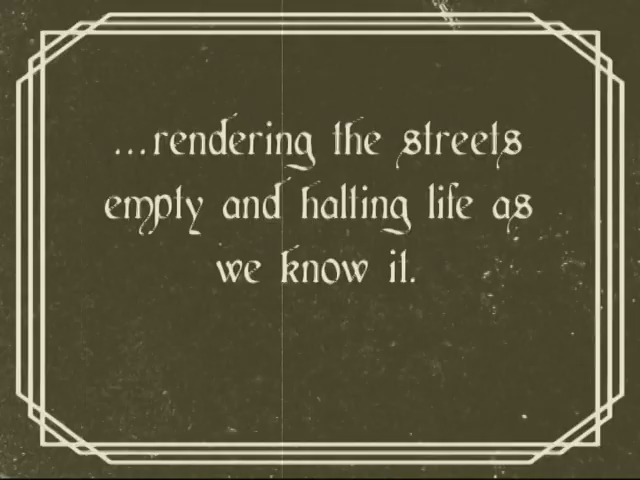 ...rendering the streets
empty and halting life as
we know it.